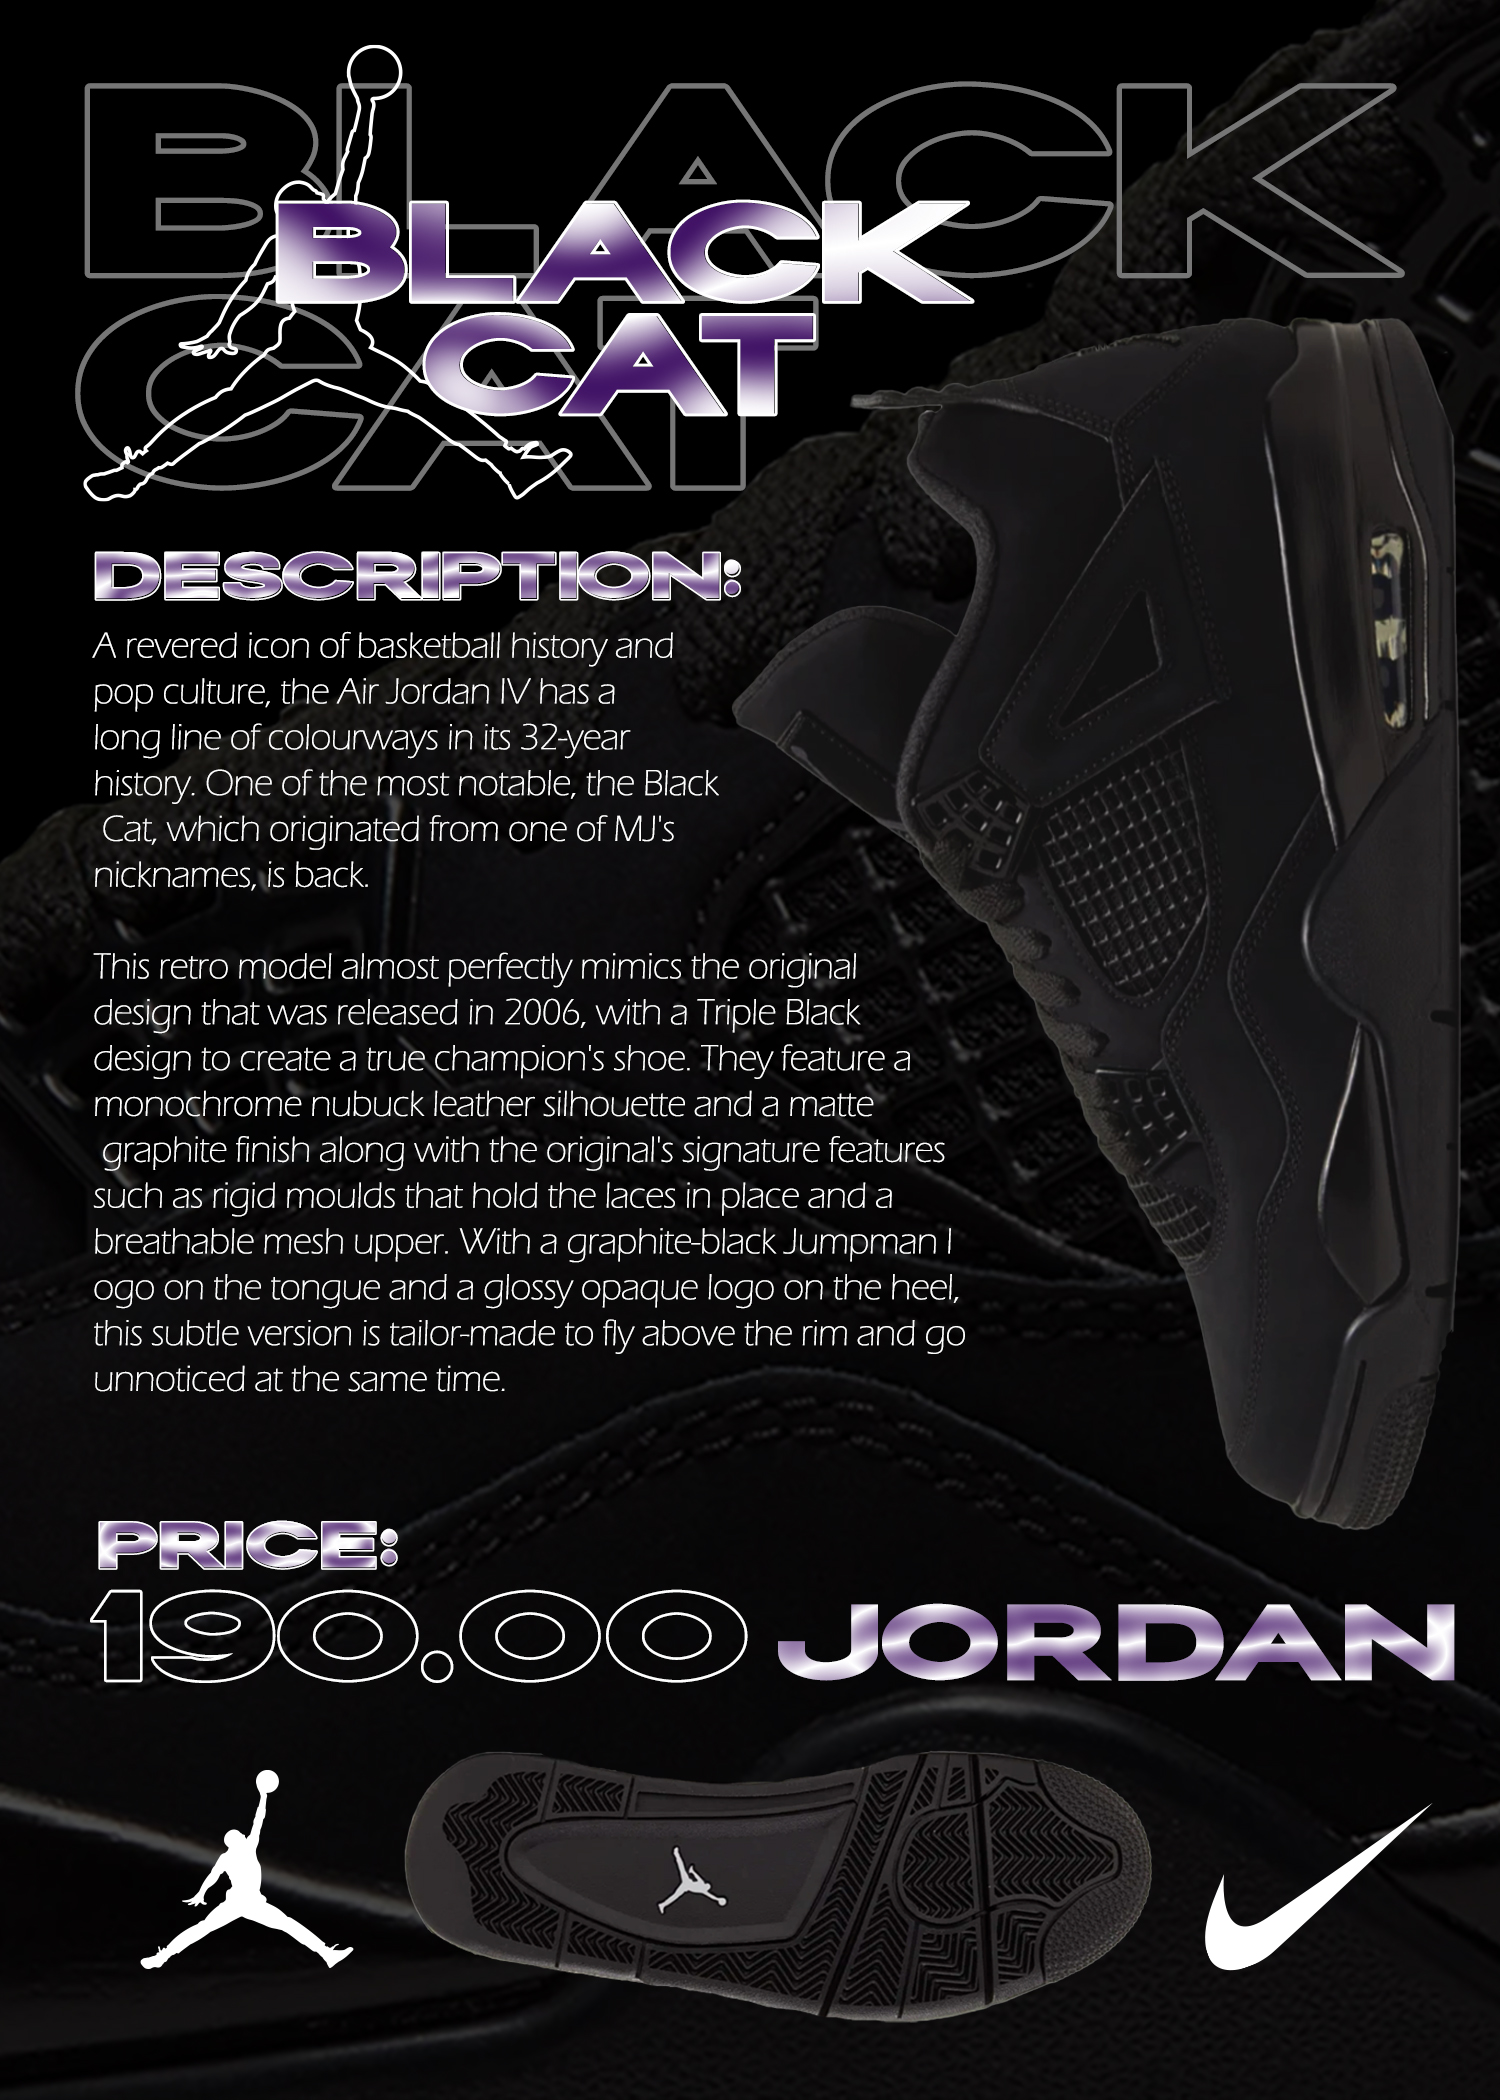 BLACK
CAT
BLACK
CAT
DESCRIPTION:
A revered icon of basketball history and
pop culture, the Air Jordan IV has a
long line of colourways in its 32-year
history. One of the most notable, the Black
Cat, which originated from one of MJ's
nicknames, is back.
This retro model almost perfectly mimics the original
design that was released in 2006, with a Triple Black
design to create a true champion's shoe. They feature a
monochrome nubuck leather silhouette and a matte
graphite finish along with the original's signature features
such as rigid moulds that hold the laces in place and a
breathable mesh upper. With a graphite-black Jumpman l
ogo on the tongue and a glossy opaque logo on the heel,
this subtle version is tailor-made to fly above the rim and go
unnoticed at the same time.
PRICE:
190.00 JORDAN